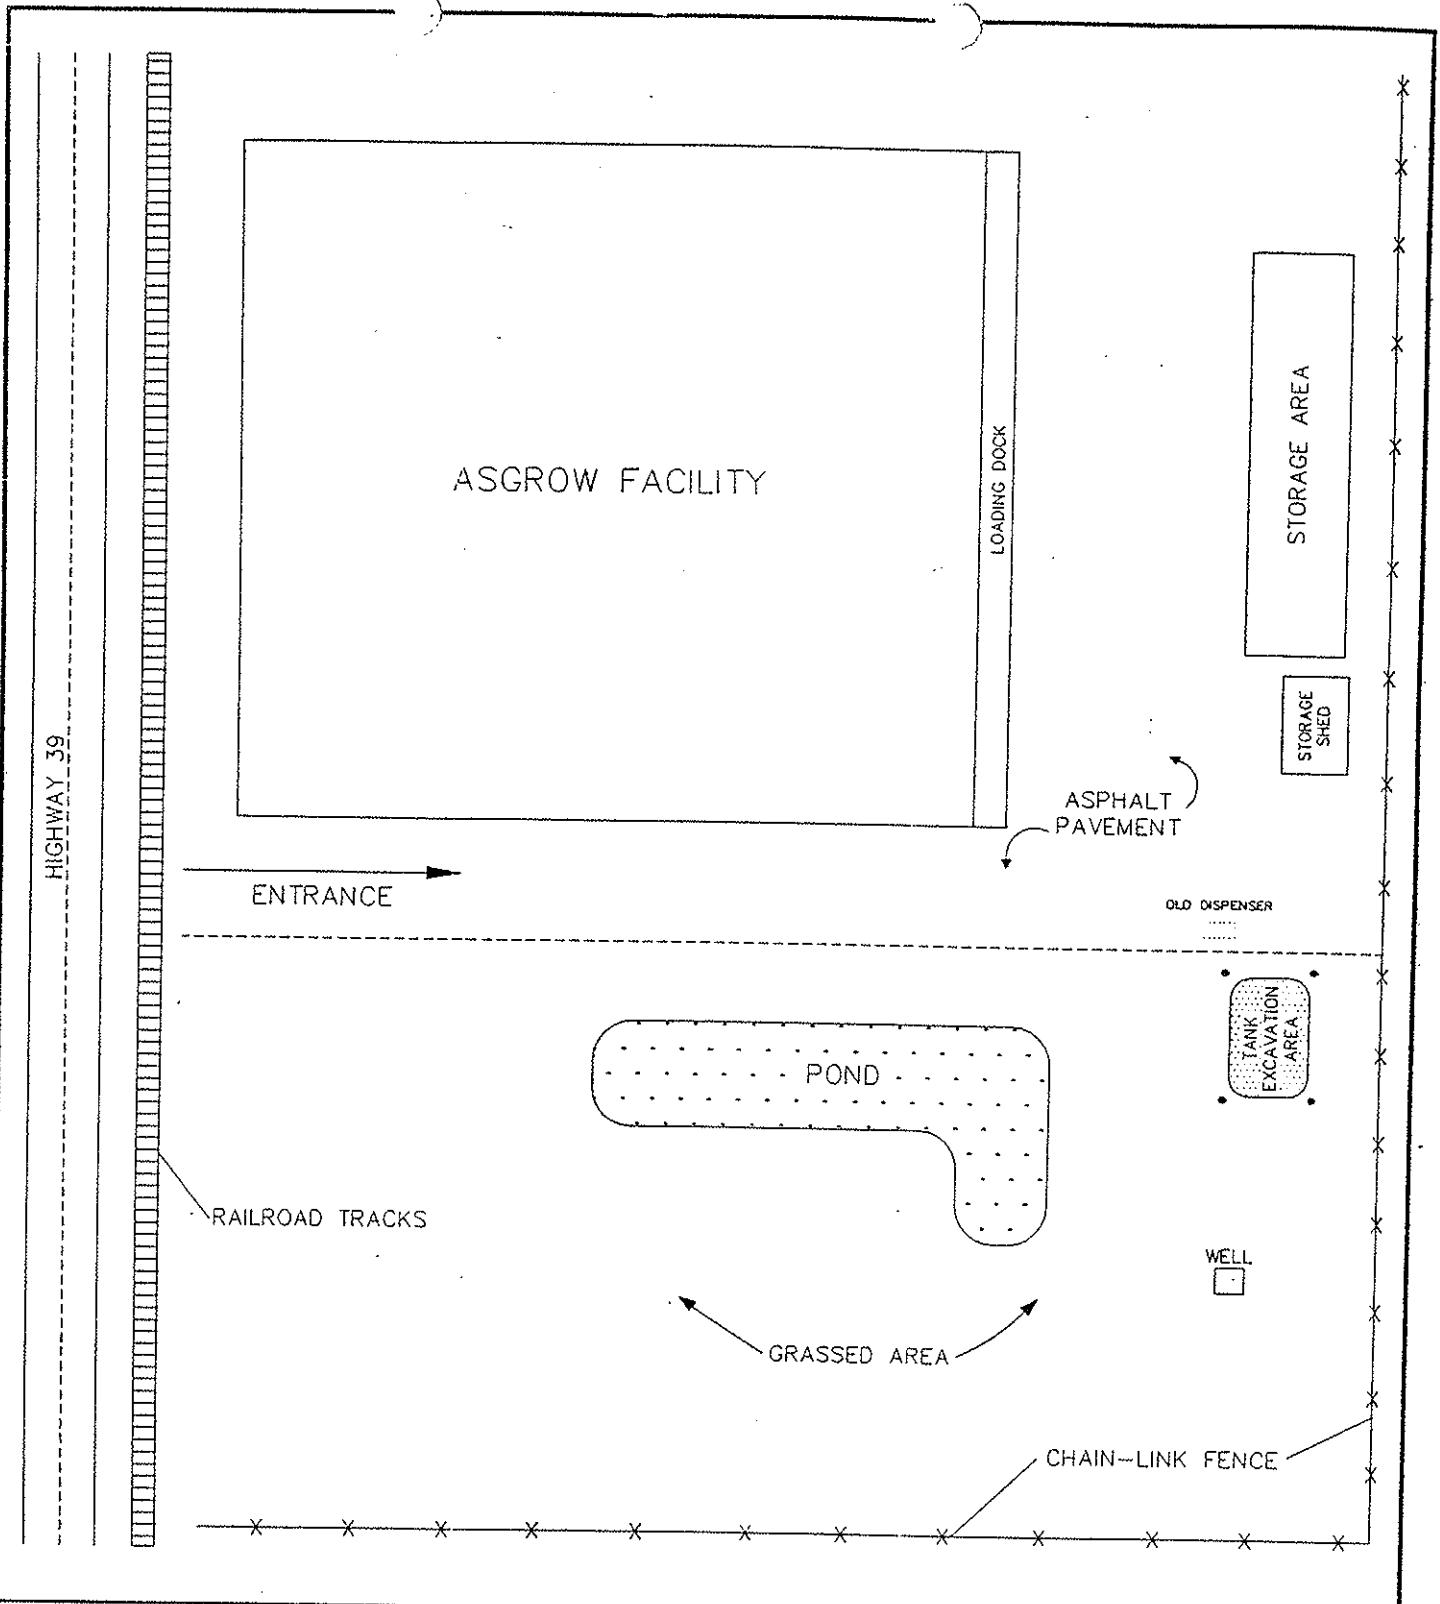 ASGROW FACILITY
LOADING DOCK
STORAGE AREA
STORAGE
SHED
HIGHWAY 39
ASPHALT
PAVEMENT
ENTRANCE
OLD DISPENSER
TANK
EXCAVATION
AREA
POND
RAILROAD TRACKS
WELL
GRASSED AREA
CHAIN-LINK FENCE